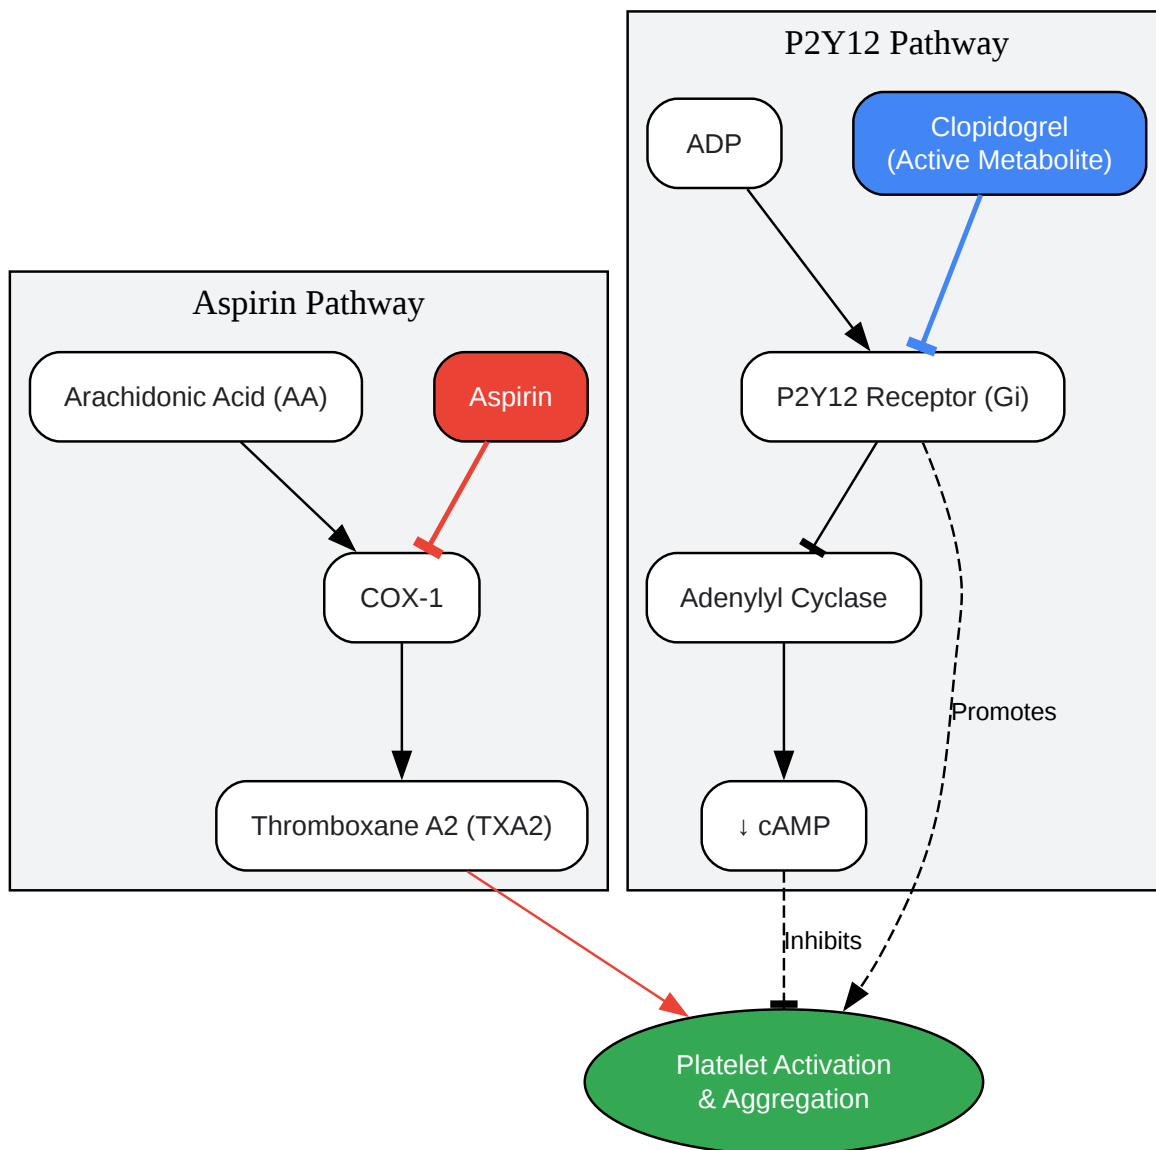 P2Y12 Pathway
ADP
Clopidogrel
(Active Metabolite)
Aspirin Pathway
Arachidonic Acid (AA)
Aspirin
P2Y12 Receptor (Gi)
COX-1
Adenylyl Cyclase
Promotes
Thromboxane A2 (TXA2)
↓ cAMP
Inhibits
Platelet Activation
& Aggregation